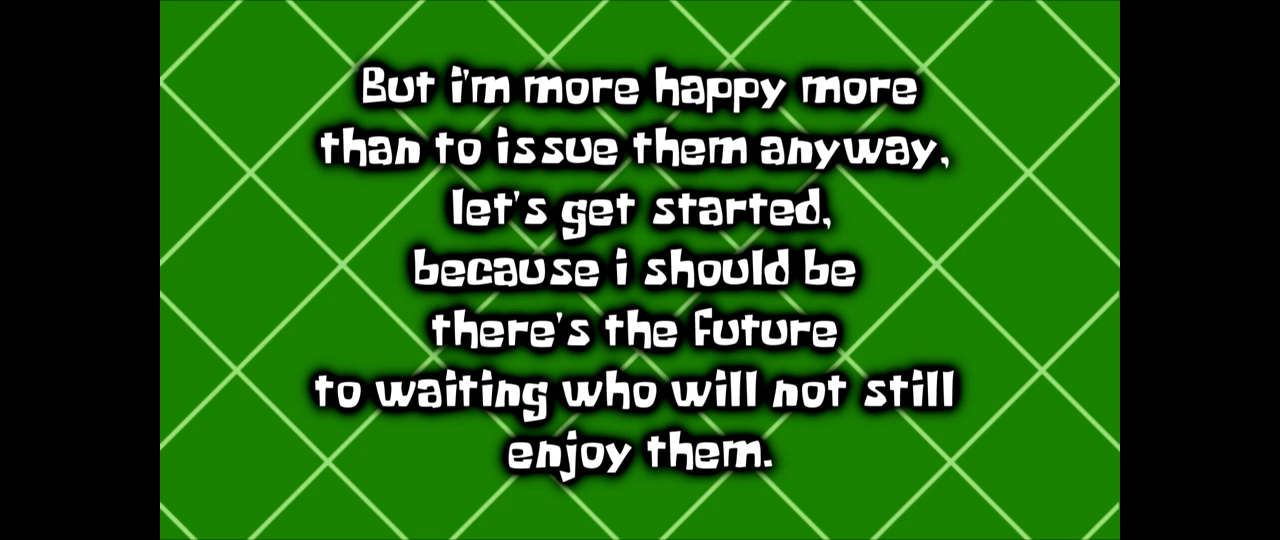 But i'm more happy more
than to issue them anyway,
let's get started,
because i should be
there's the future
to waiting who will not still
enjoy them.